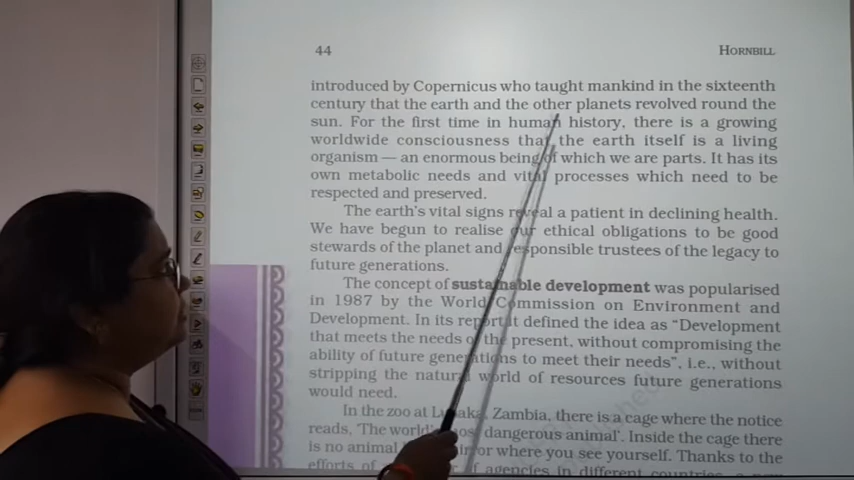 44
HORNBILL
introduced by Copernicus who taught mankind in the sixteenth
century that the earth and the other planets revolved round the
sun. For the first time in human history, there is a growing
worldwide consciousness that the earth itself is a living
organism — an enormous being of which we are parts. It has its
own metabolic needs and vital processes which need to be
respected and preserved.
The earth's vital signs reveal a patient in declining health.
We have begun to realise our ethical obligations to be good
stewards of the planet and responsible trustees of the legacy to
future generations.
The concept of sustainable development was popularised
in 1987 by the World Commission on Environment and
Development. In its report it defined the idea as "Development
that meets the needs of the present, without compromising the
ability of future generations to meet their needs", i.e., without
stripping the natural world of resources future generations
would need.
In the zoo at Lusaka, Zambia, there is a cage where the notice
reads, 'The world's most dangerous animal'. Inside the cage there
is no animal but a mirror where you see yourself. Thanks to the
efforts of a of agencies in different countries, a new